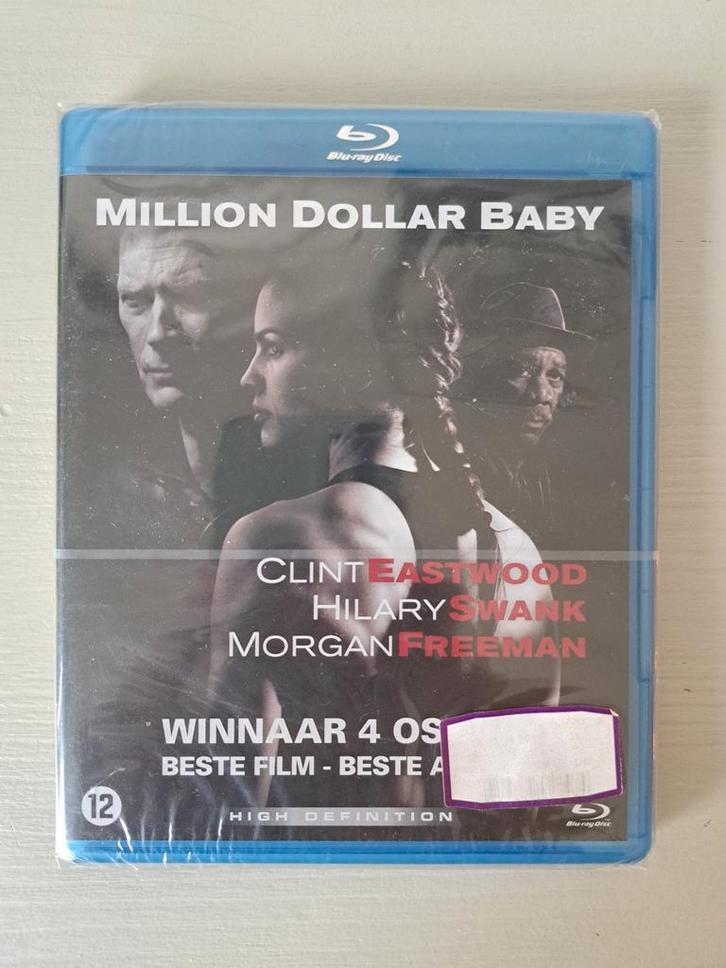 Blu-ray Disc
MILLION DOLLAR BABY
CLINT EASTWOOD
HILARY SWANK
MORGAN FREEMAN
WINNAAR 4 OS
BESTE FILM - BESTE A
12
HIGH DEFINITION
Blu-ray Disc